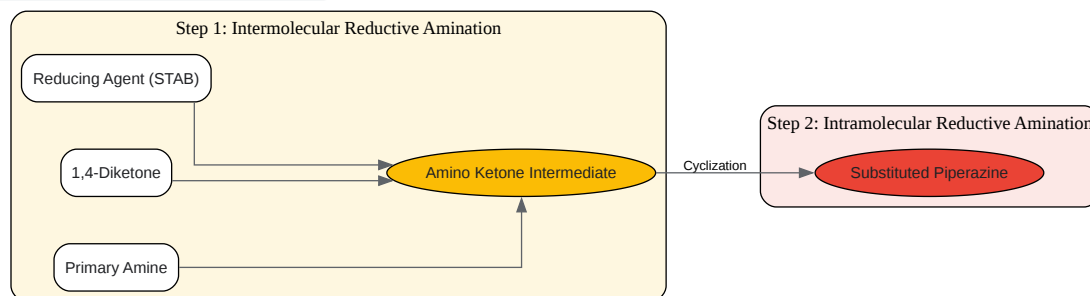 Step 1: Intermolecular Reductive Amination
Reducing Agent (STAB)
1,4-Diketone
Primary Amine
Amino Ketone Intermediate
Cyclization
Step 2: Intramolecular Reductive Amination
Substituted Piperazine